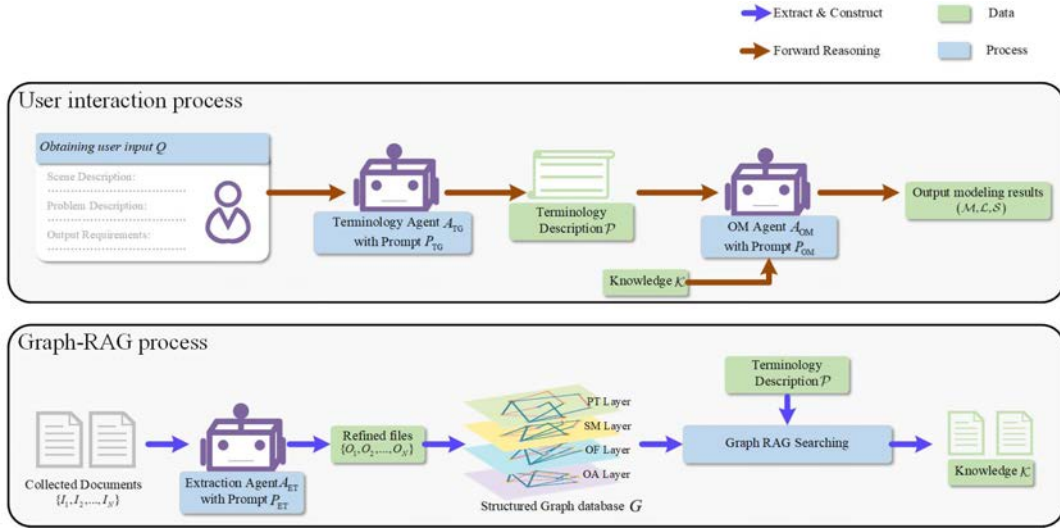 Extract & Construct
Data
Forward Reasoning
Process
User interaction process
Obtaining user input Q
Scene Description:
Problem Description:
Output Requirements:
Terminology Agent A_TG
with Prompt P_TG
Terminology
Description 𝒫
OM Agent A_OM
with Prompt P_OM
Output modeling results
(ℳ, ℒ, 𝒮)
Knowledge 𝒦
Graph-RAG process
Collected Documents
{I_1, I_2, ..., I_N}
Extraction Agent A_ET
with Prompt P_ET
Refined files
{O_1, O_2, ..., O_N}
PT Layer
SM Layer
OF Layer
OA Layer
Structured Graph database G
Terminology
Description 𝒫
Graph RAG Searching
Knowledge 𝒦